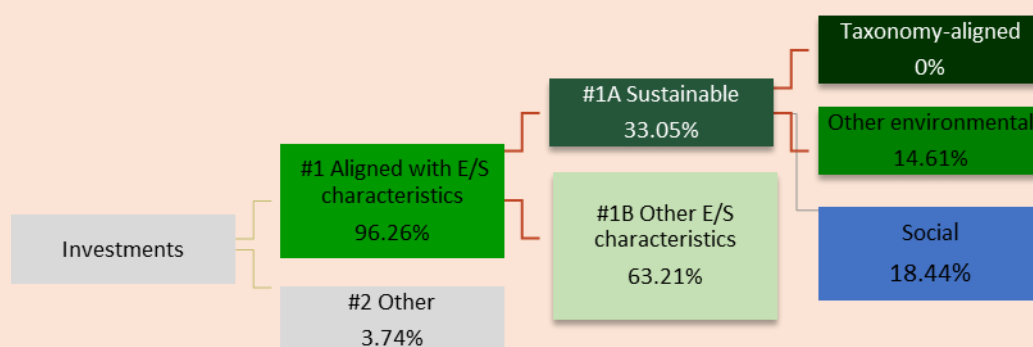 Investments
#1 Aligned with E/S
characteristics
96.26%
#2 Other
3.74%
#1A Sustainable
33.05%
#1B Other E/S
characteristics
63.21%
Taxonomy-aligned
0%
Other environmental
14.61%
Social
18.44%